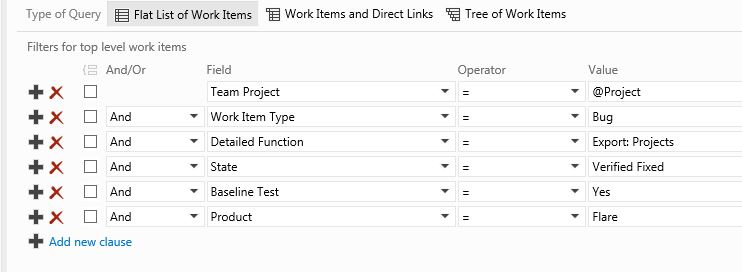 Type of Query Flat List of Work Items Work Items and Direct Links Tree of Work Items
Filters for top level work items
And/Or Field Operator Value
Team Project = @Project
And Work Item Type = Bug
And Detailed Function = Export: Projects
And State = Verified Fixed
And Baseline Test = Yes
And Product = Flare
Add new clause